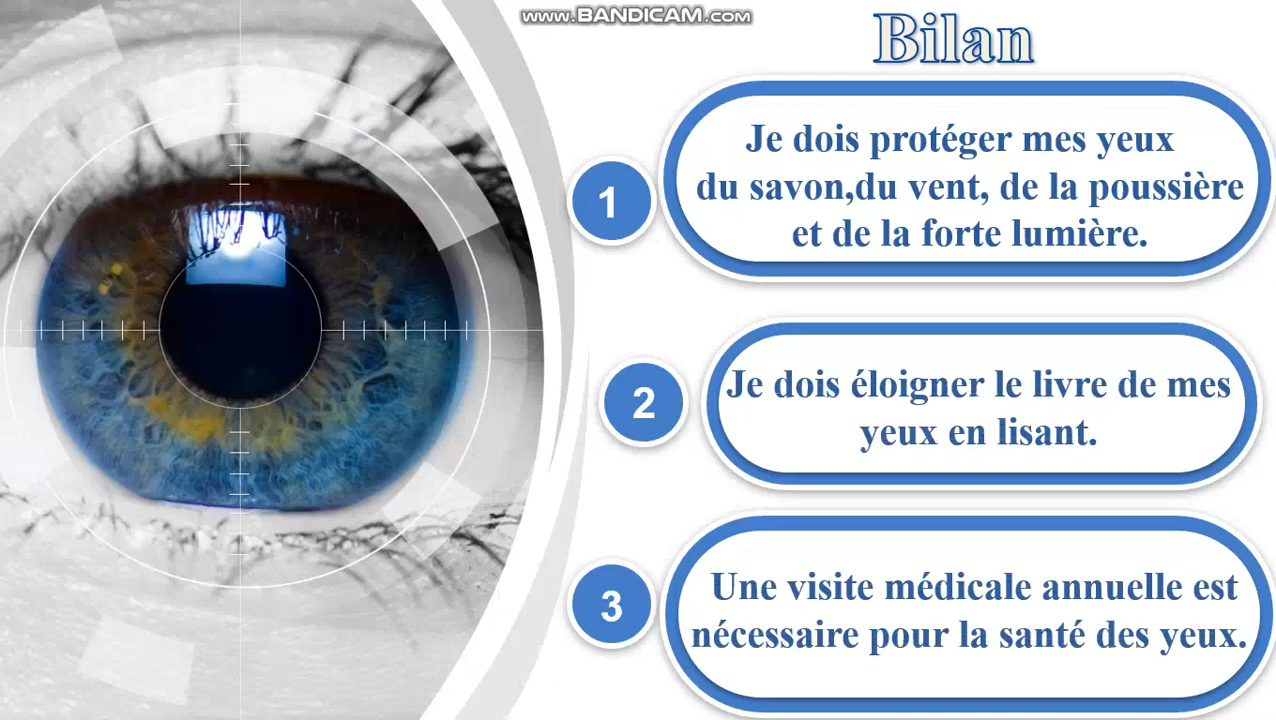 www.BANDICAM.com
Bilan
1
Je dois protéger mes yeux
du savon,du vent, de la poussière
et de la forte lumière.
2
Je dois éloigner le livre de mes
yeux en lisant.
3
Une visite médicale annuelle est
nécessaire pour la santé des yeux.